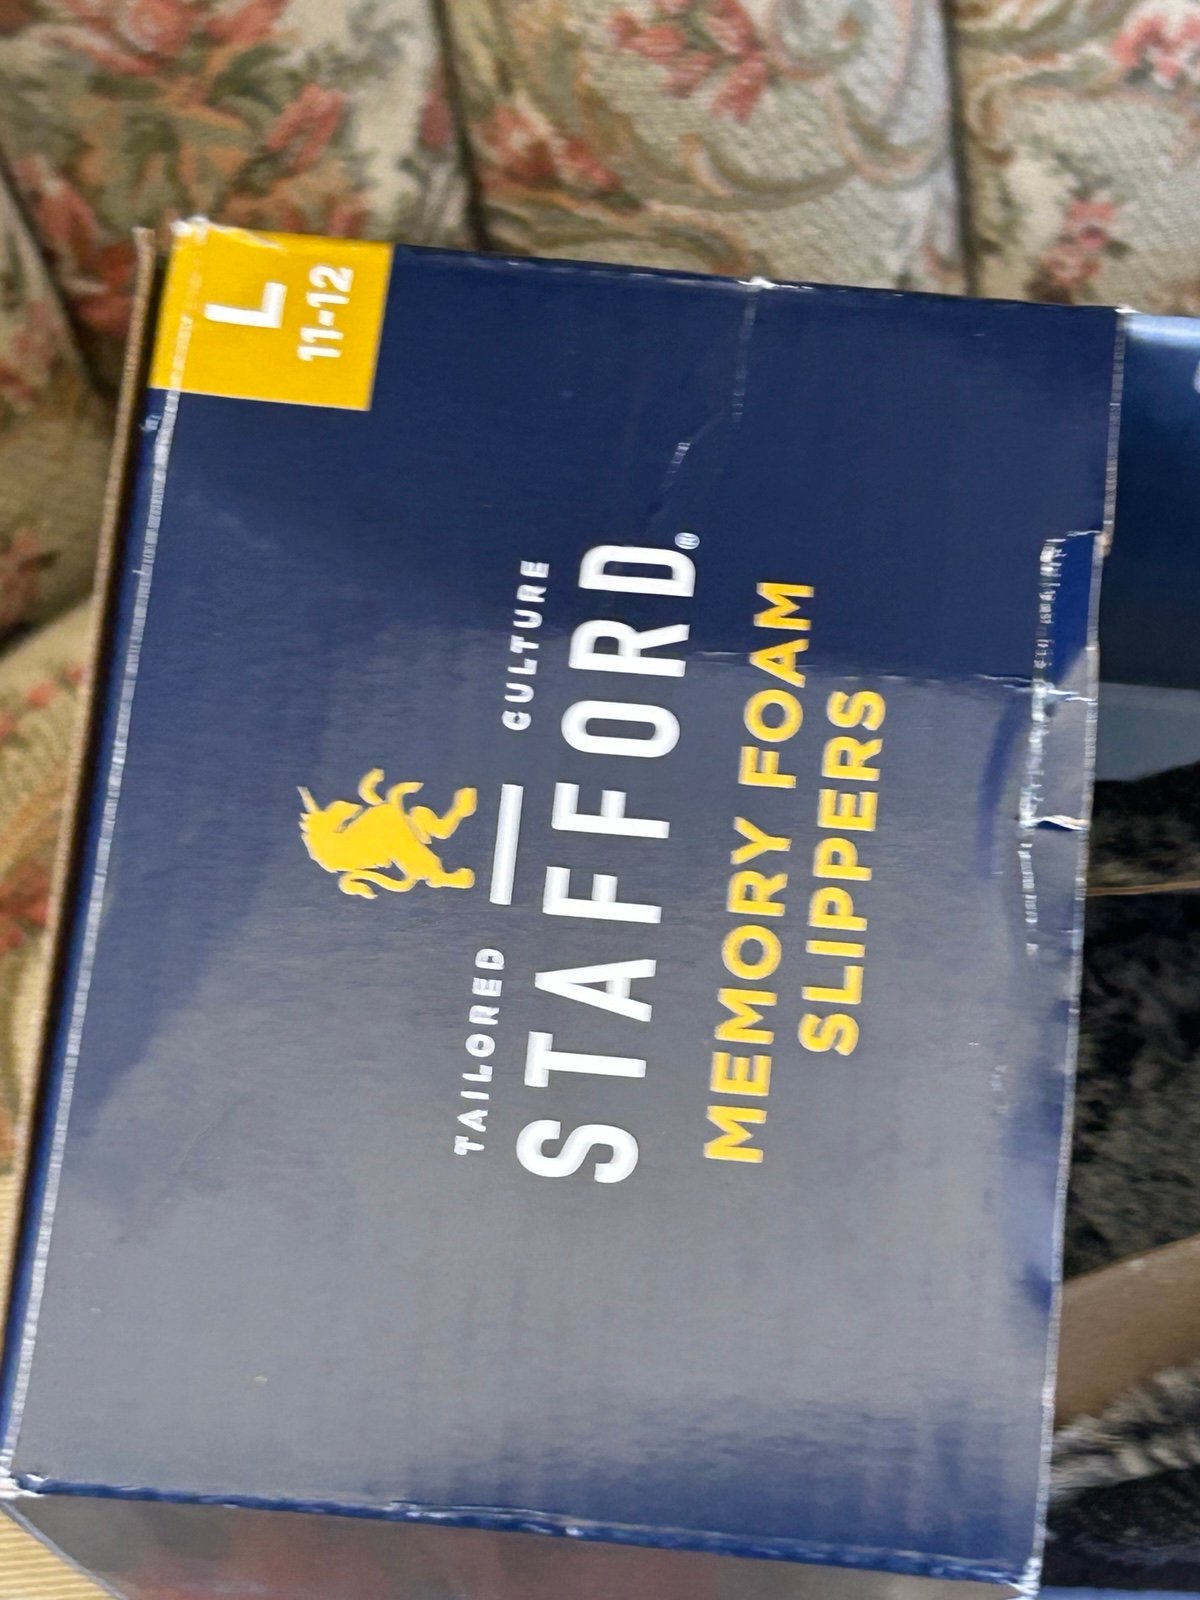 L
11-12
TAILORED CULTURE
STAFFORD®
MEMORY FOAM
SLIPPERS